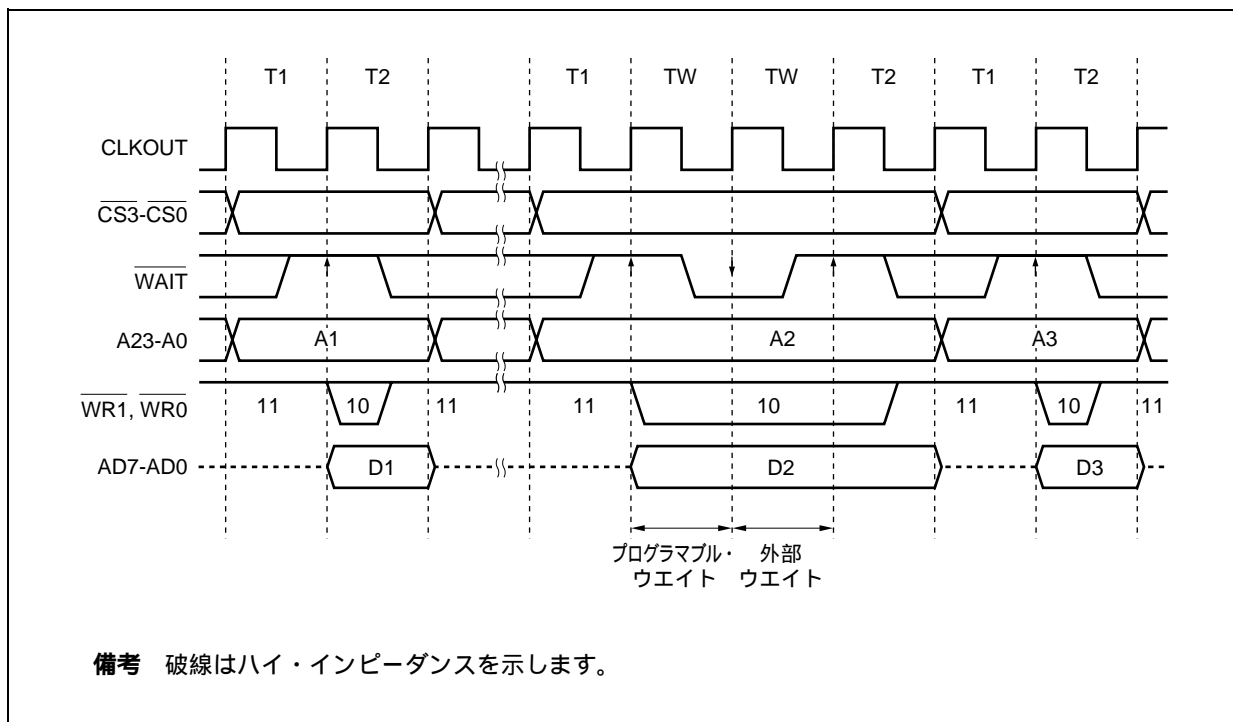 T1 T2 T1 TW TW T2 T1 T2
CLKOUT
CS3-CS0
WAIT
A23-A0 A1 A2 A3
WR1, WR0 11 10 11 11 10 11 10 11
AD7-AD0 D1 D2 D3
プログラマブル・ 外部
ウエイト ウエイト
備考 破線はハイ・インピーダンスを示します。